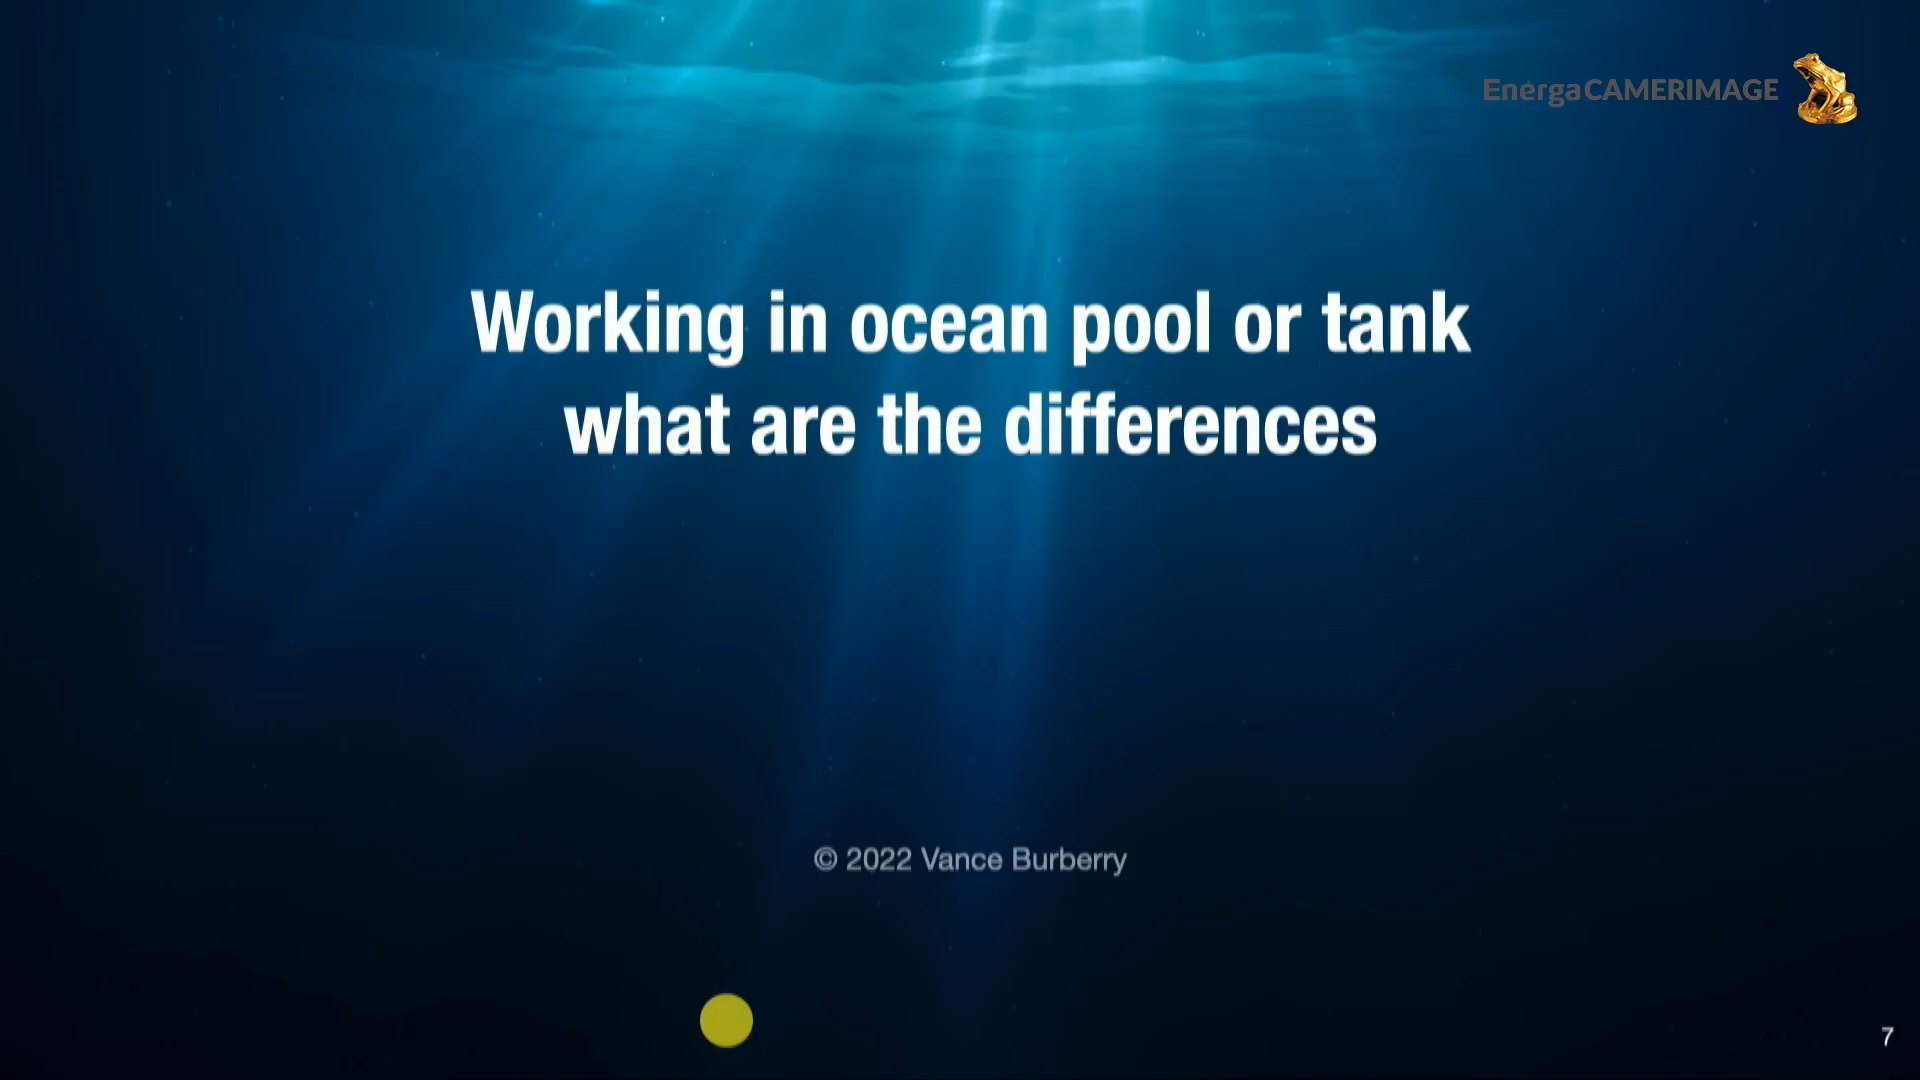 EnergaCAMERIMAGE
Working in ocean pool or tank
what are the differences
© 2022 Vance Burberry
7